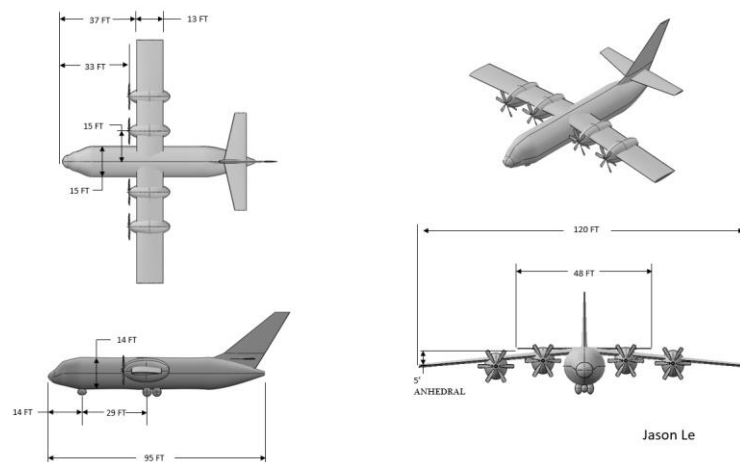 37 FT
13 FT
33 FT
15 FT
15 FT
120 FT
48 FT
14 FT
5'
ANHEDRAL
14 FT
29 FT
95 FT
Jason Le